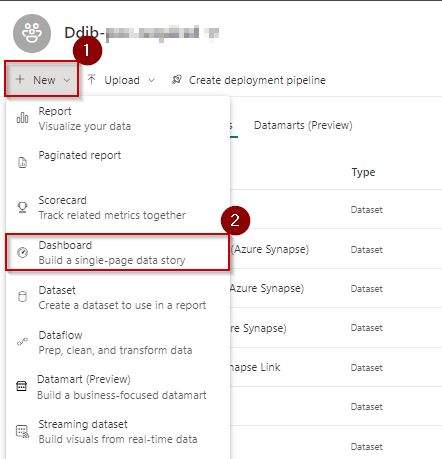 Ddib-
1
New
Upload
Create deployment pipeline
Report
Visualize your data
s
Datamarts (Preview)
Paginated report
Type
Scorecard
Track related metrics together
Dataset
2
Dashboard
Build a single-page data story
(Azure Synapse)
Dataset
Dataset
Create a dataset to use in a report
Azure Synapse)
Dataset
Dataflow
Prep, clean, and transform data
ure Synapse)
Dataset
Datamart (Preview)
Build a business-focused datamart
napse Link
Dataset
Dataset
Streaming dataset
Build visuals from real-time data
Dataset